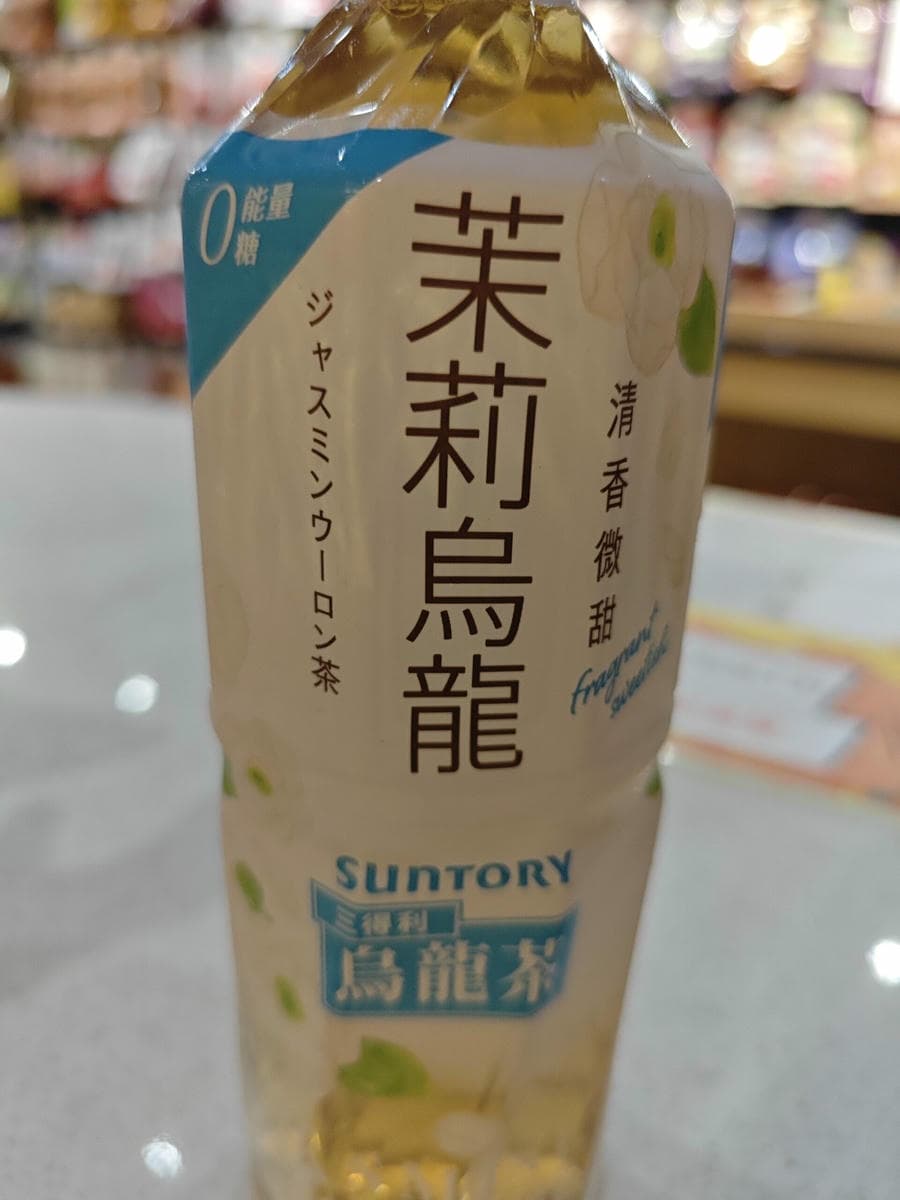 0能量
糖
茉莉烏龍
ジャスミンウーロン茶
清香微甜
fragrant
sweetish
SUNTORY
三得利
烏龍茶